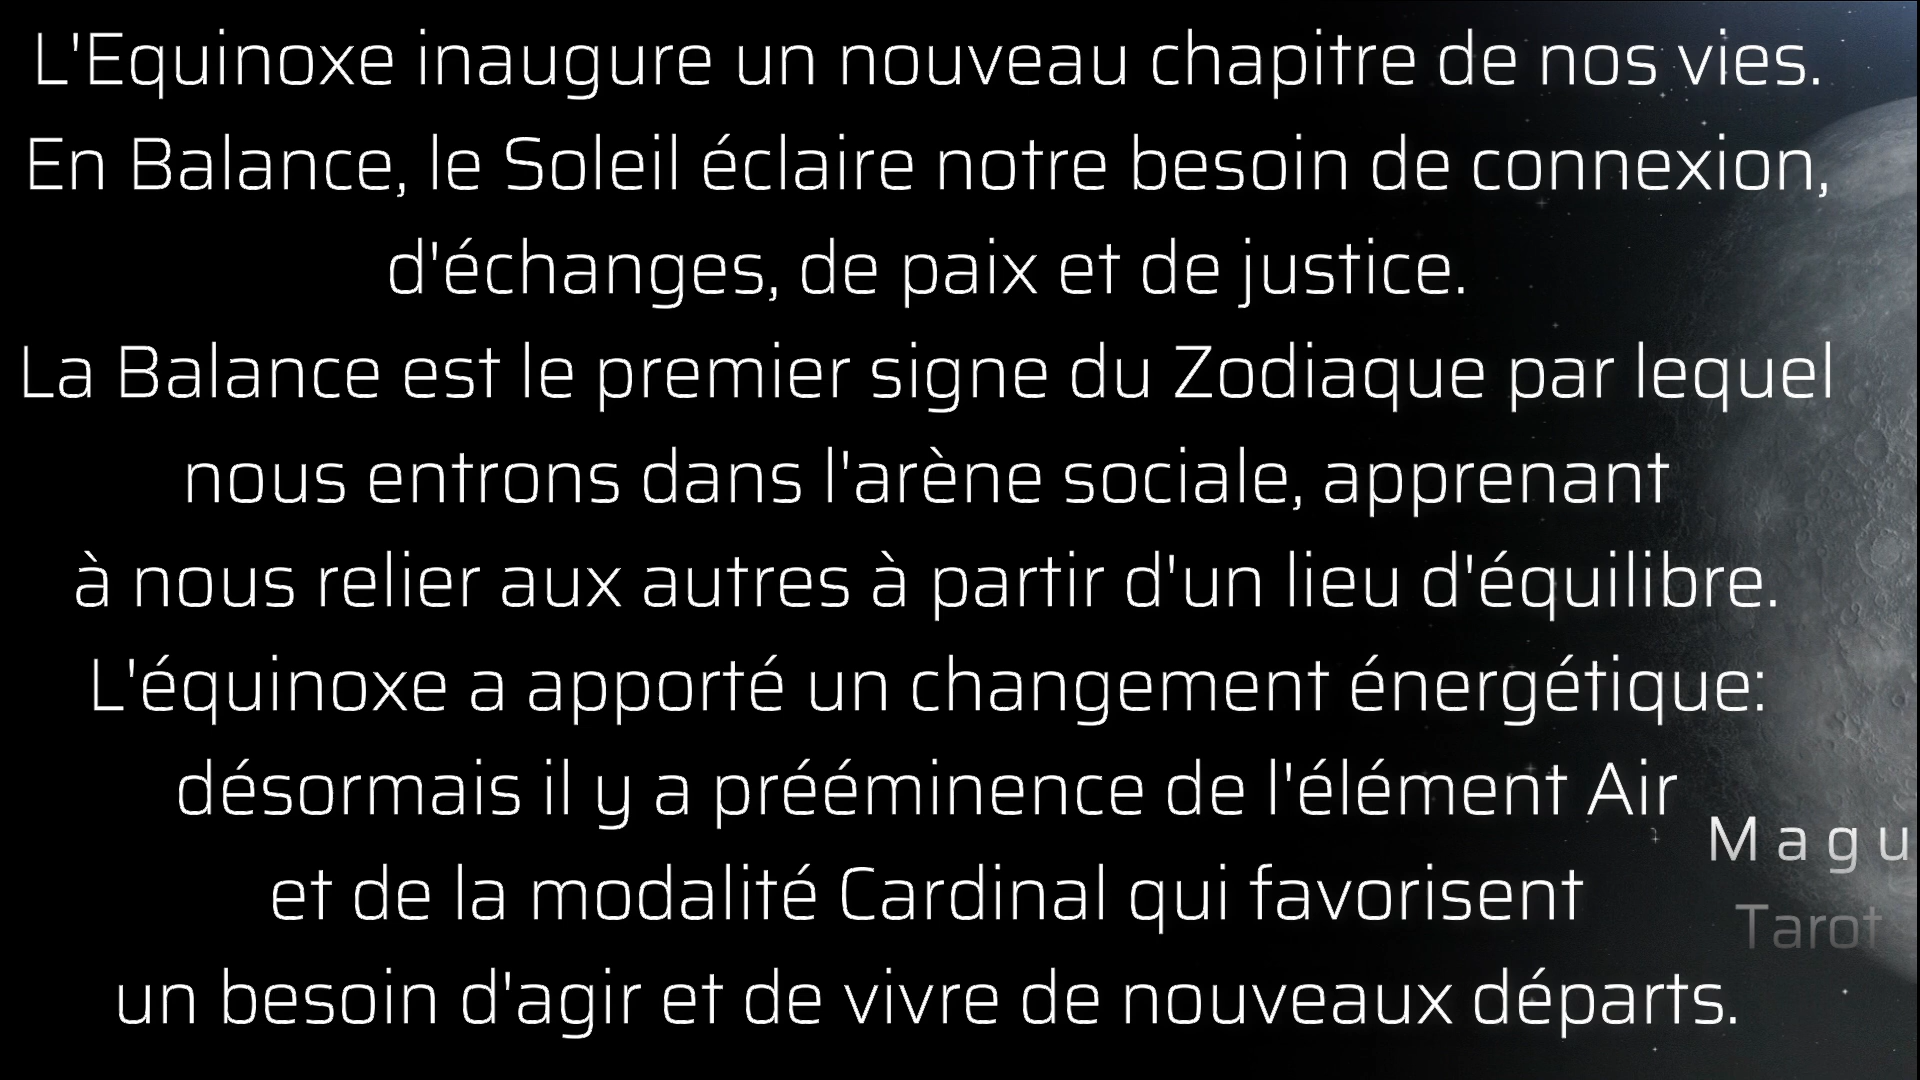 L'Equinoxe inaugure un nouveau chapitre de nos vies.
En Balance, le Soleil éclaire notre besoin de connexion,
d'échanges, de paix et de justice.
La Balance est le premier signe du Zodiaque par lequel
nous entrons dans l'arène sociale, apprenant
à nous relier aux autres à partir d'un lieu d'équilibre.
L'équinoxe a apporté un changement énergétique:
désormais il y a prééminence de l'élément Air
et de la modalité Cardinal qui favorisent
un besoin d'agir et de vivre de nouveaux départs.
Magu
Tarot